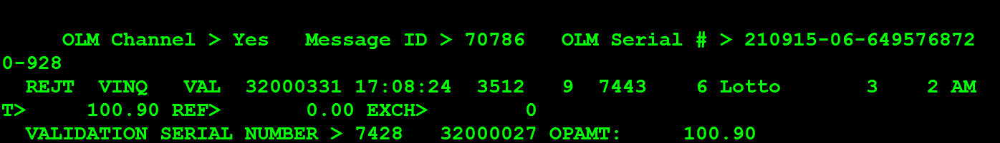 OLM Channel > Yes   Message ID > 70786   OLM Serial # > 210915-06-649576872
0-928
REJT  VINQ   VAL  32000331 17:08:24  3512   9  7443    6 Lotto       3    2 AM
T>       100.90 REF>       0.00 EXCH>        0
VALIDATION SERIAL NUMBER > 7428   32000027 OPAMT:     100.90